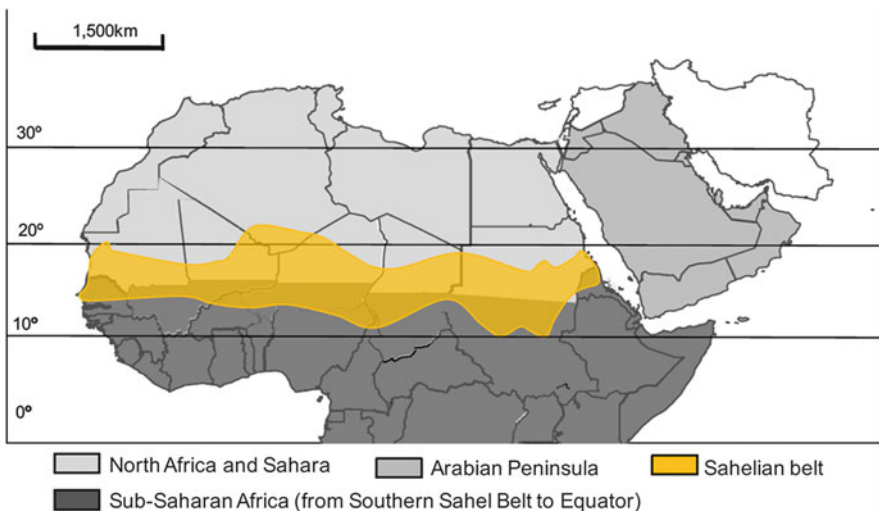 1,500km
30º
20º
10º
0º
North Africa and Sahara
Arabian Peninsula
Sahelian belt
Sub-Saharan Africa (from Southern Sahel Belt to Equator)